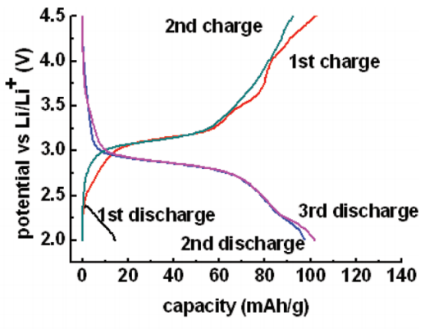 potential vs Li/Li⁺ (V)
4.5
4.0
3.5
3.0
2.5
2.0
2nd charge
1st charge
1st discharge
3rd discharge
2nd discharge
0 20 40 60 80 100 120 140
capacity (mAh/g)